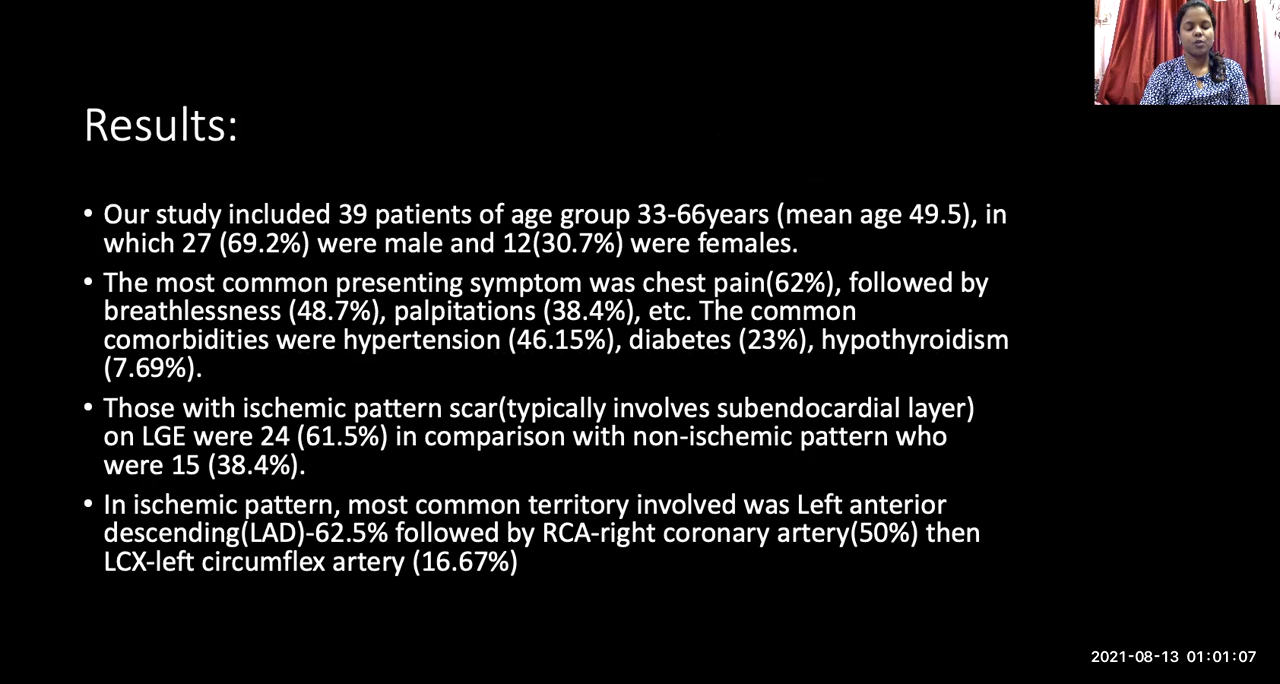 Results:
• Our study included 39 patients of age group 33-66years (mean age 49.5), in
which 27 (69.2%) were male and 12(30.7%) were females.
• The most common presenting symptom was chest pain(62%), followed by
breathlessness (48.7%), palpitations (38.4%), etc. The common
comorbidities were hypertension (46.15%), diabetes (23%), hypothyroidism
(7.69%).
• Those with ischemic pattern scar(typically involves subendocardial layer)
on LGE were 24 (61.5%) in comparison with non-ischemic pattern who
were 15 (38.4%).
• In ischemic pattern, most common territory involved was Left anterior
descending(LAD)-62.5% followed by RCA-right coronary artery(50%) then
LCX-left circumflex artery (16.67%)
2021-08-13 01:01:07